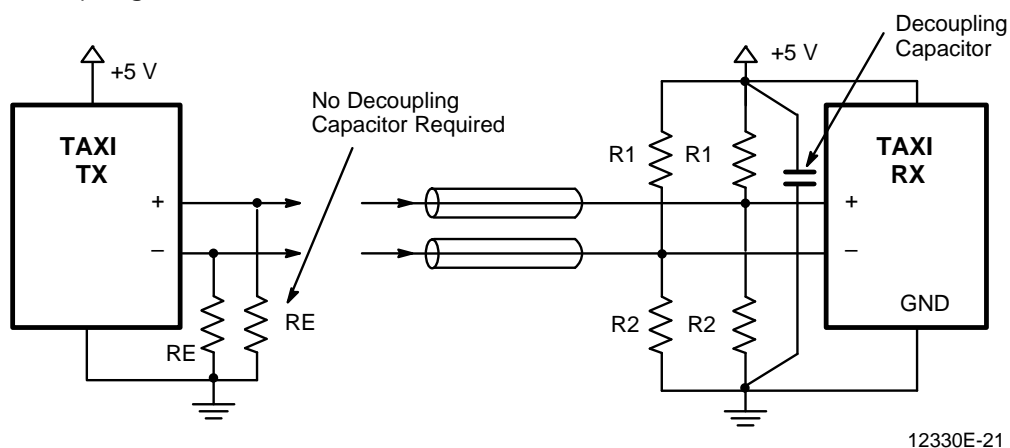 Decoupling
Capacitor
+5 V
+5 V
No Decoupling
Capacitor Required
TAXI
TX
R1
R1
TAXI
RX
+
+
–
–
GND
RE
R2
R2
RE
12330E-21